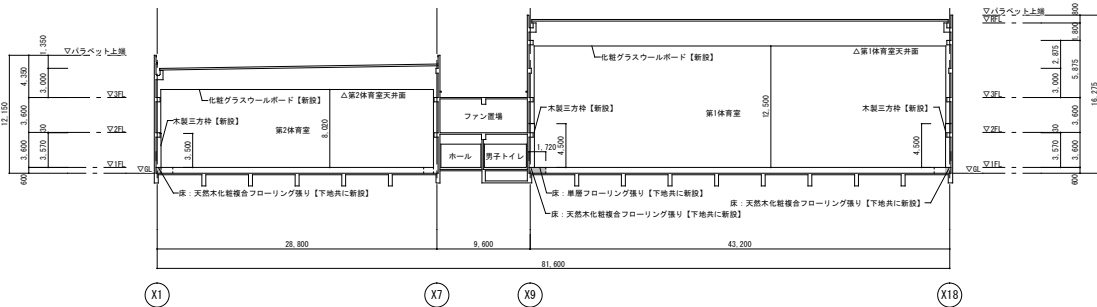 ▽パラペット上端
1,350
4,350
3,000
12,150
▽3FL
3,600
▽2FL
30
3,600
3,570
▽1FL
600
▽GL
化粧グラスウールボード【新設】
△第2体育室天井面
木製三方枠【新設】
第2体育室
8,020
3,500
床：天然木化粧複合フローリング張り【下地共に新設】
ファン置場
ホール
男子トイレ
1,720
木製三方枠【新設】
4,500
化粧グラスウールボード【新設】
△第1体育室天井面
第1体育室
12,500
木製三方枠【新設】
4,500
床：単層フローリング張り【下地共に新設】
床：天然木化粧複合フローリング張り【下地共に新設】
床：天然木化粧複合フローリング張り【下地共に新設】
▽パラペット上端
800
▽RFL
1,800
2,875
5,875
3,000
16,275
▽3FL
3,600
▽2FL
30
3,570
3,600
▽1FL
600
▽GL
28,800
9,600
43,200
81,600
X1
X7
X9
X18